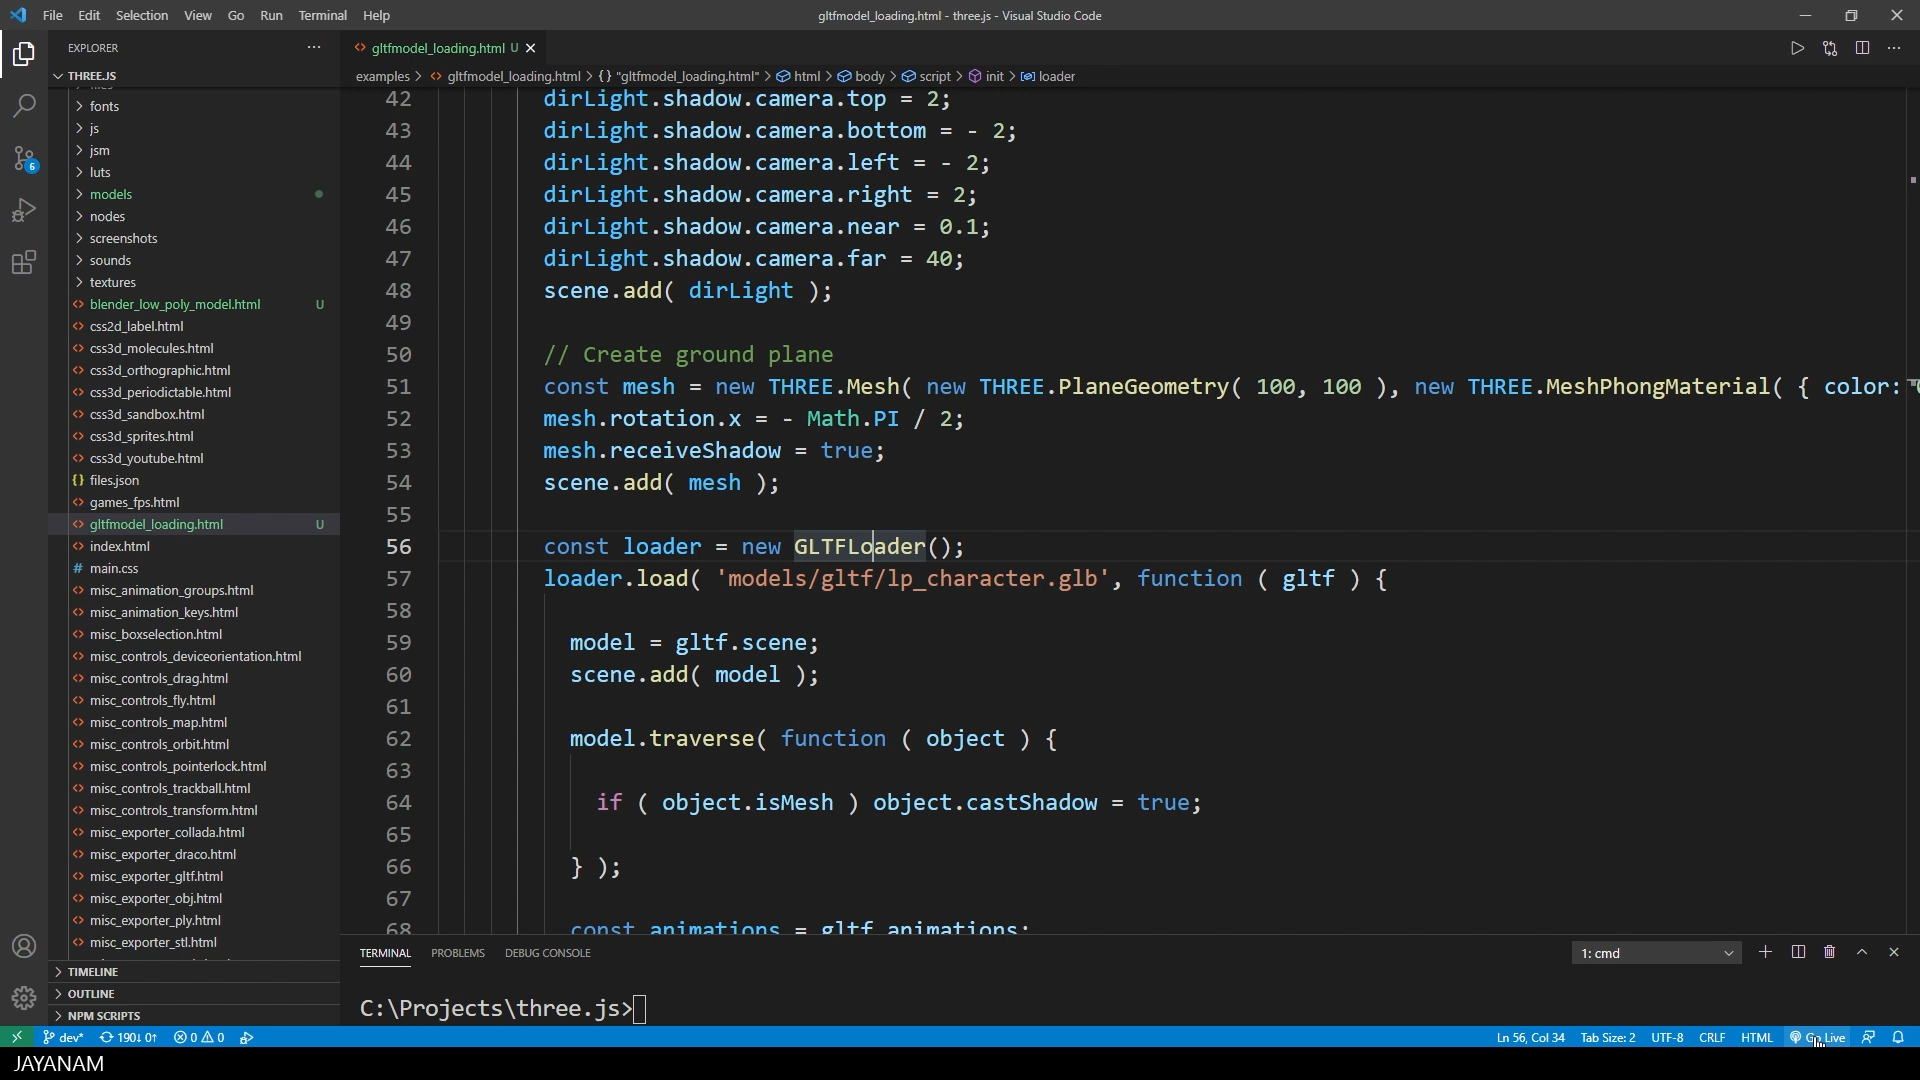 File Edit Selection View Go Run Terminal Help
gltfmodel_loading.html - three.js - Visual Studio Code
EXPLORER
THREE.JS
fonts
js
jsm
luts
models
nodes
screenshots
sounds
textures
blender_low_poly_model.html U
css2d_label.html
css3d_molecules.html
css3d_orthographic.html
css3d_periodictable.html
css3d_sandbox.html
css3d_sprites.html
css3d_youtube.html
files.json
games_fps.html
gltfmodel_loading.html U
index.html
main.css
misc_animation_groups.html
misc_animation_keys.html
misc_boxselection.html
misc_controls_deviceorientation.html
misc_controls_drag.html
misc_controls_fly.html
misc_controls_map.html
misc_controls_orbit.html
misc_controls_pointerlock.html
misc_controls_trackball.html
misc_controls_transform.html
misc_exporter_collada.html
misc_exporter_draco.html
misc_exporter_gltf.html
misc_exporter_obj.html
misc_exporter_ply.html
misc_exporter_stl.html
TIMELINE
OUTLINE
NPM SCRIPTS
6
gltfmodel_loading.html U
examples > gltfmodel_loading.html > {} "gltfmodel_loading.html" > html > body > script > init > loader
42 dirLight.shadow.camera.top = 2;
43 dirLight.shadow.camera.bottom = - 2;
44 dirLight.shadow.camera.left = - 2;
45 dirLight.shadow.camera.right = 2;
46 dirLight.shadow.camera.near = 0.1;
47 dirLight.shadow.camera.far = 40;
48 scene.add( dirLight );
49
50 // Create ground plane
51 const mesh = new THREE.Mesh( new THREE.PlaneGeometry( 100, 100 ), new THREE.MeshPhongMaterial( { color:
52 mesh.rotation.x = - Math.PI / 2;
53 mesh.receiveShadow = true;
54 scene.add( mesh );
55
56 const loader = new GLTFLoader();
57 loader.load( 'models/gltf/lp_character.glb', function ( gltf ) {
58
59 model = gltf.scene;
60 scene.add( model );
61
62 model.traverse( function ( object ) {
63
64 if ( object.isMesh ) object.castShadow = true;
65
66 } );
67
68 const animations = gltf.animations;
TERMINAL PROBLEMS DEBUG CONSOLE
1: cmd
C:\Projects\three.js>
dev* 190↓ 0↑ 0 0
Ln 56, Col 34 Tab Size: 2 UTF-8 CRLF HTML Go Live
JAYANAM